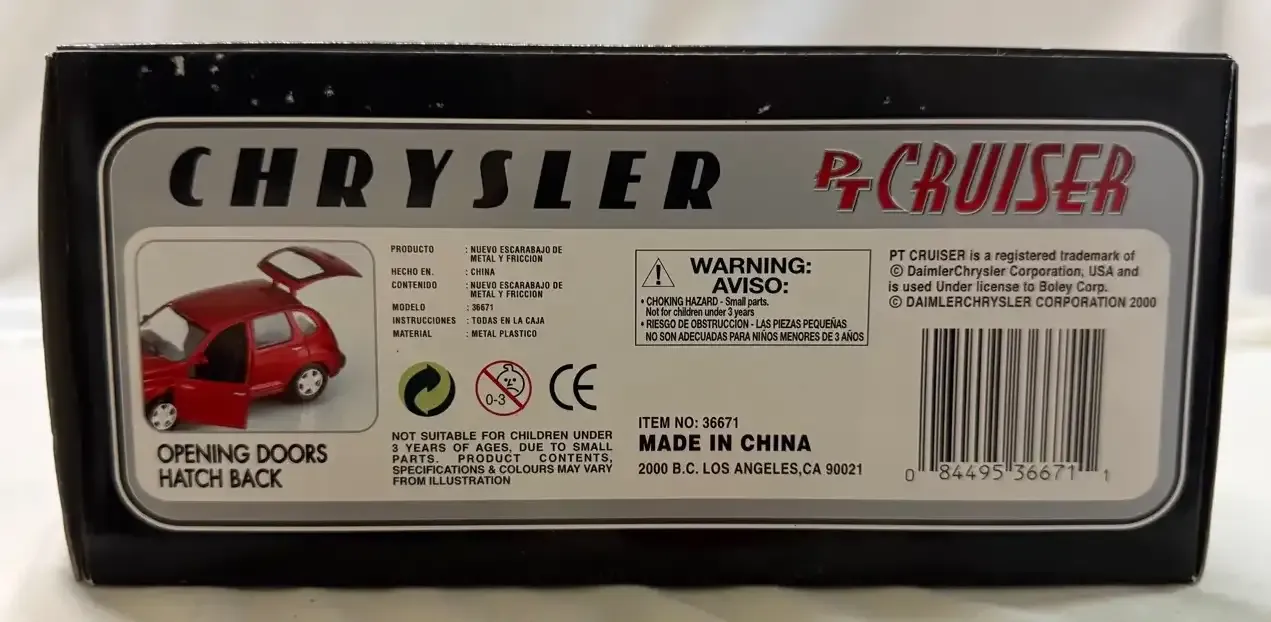 CHRYSLER
PT CRUISER
OPENING DOORS
HATCH BACK
PRODUCTO : NUEVO ESCARABAJO DE
METAL Y FRICCION
HECHO EN. : CHINA
CONTENIDO : NUEVO ESCARABAJO DE
METAL Y FRICCION
MODELO : 36671
INSTRUCCIONES : TODAS EN LA CAJA
MATERIAL : METAL PLASTICO
0-3
CE
NOT SUITABLE FOR CHILDREN UNDER
3 YEARS OF AGES, DUE TO SMALL
PARTS. PRODUCT CONTENTS,
SPECIFICATIONS & COLOURS MAY VARY
FROM ILLUSTRATION
! WARNING:
AVISO:
• CHOKING HAZARD - Small parts.
Not for children under 3 years
• RIESGO DE OBSTRUCCION - LAS PIEZAS PEQUEÑAS
NO SON ADECUADAS PARA NIÑOS MENORES DE 3 AÑOS
ITEM NO: 36671
MADE IN CHINA
2000 B.C. LOS ANGELES,CA 90021
PT CRUISER is a registered trademark of
© DaimlerChrysler Corporation, USA and
is used Under license to Boley Corp.
© DAIMLERCHRYSLER CORPORATION 2000
0 84495 36671 1